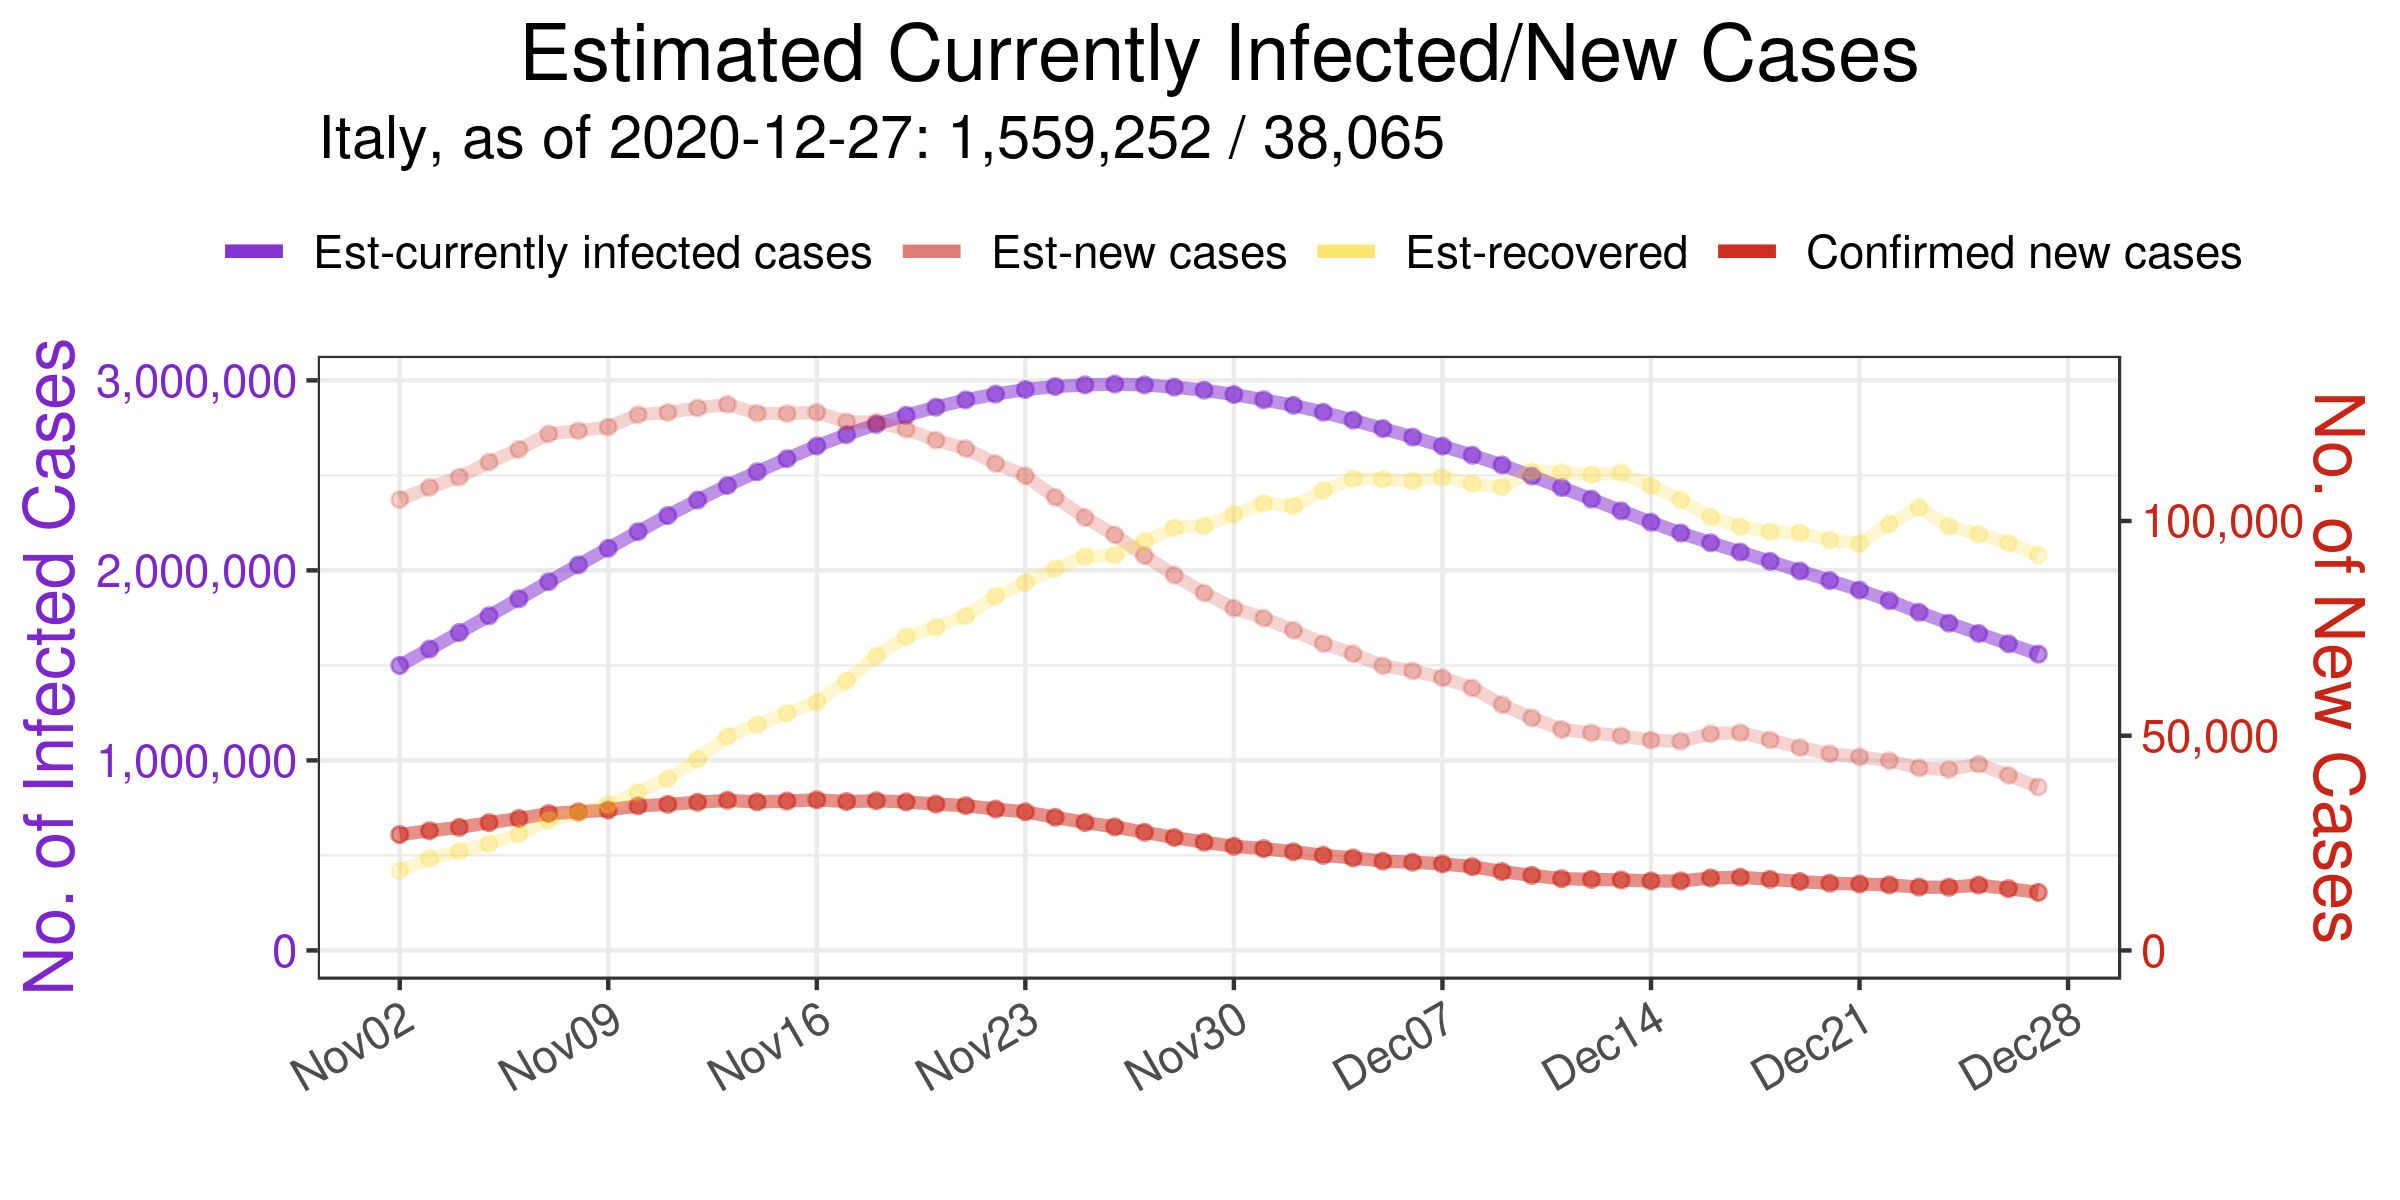 Estimated Currently Infected/New Cases
Italy, as of 2020-12-27: 1,559,252 / 38,065
Est-currently infected cases Est-new cases Est-recovered Confirmed new cases
No. of Infected Cases
3,000,000
2,000,000
1,000,000
0
100,000
50,000
0
No. of New Cases
Nov02 Nov09 Nov16 Nov23 Nov30 Dec07 Dec14 Dec21 Dec28